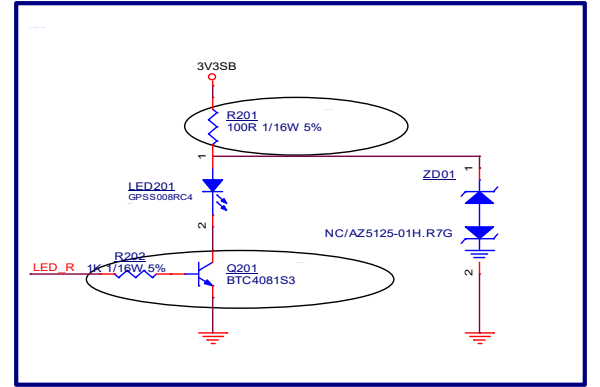 3V3SB
R201
100R 1/16W 5%
1
1
ZD01
LED201
GPSS008RC4
2
NC/AZ5125-01H.R7G
R202
LED_R
1K 1/16W 5%
Q201
BTC4081S3
2